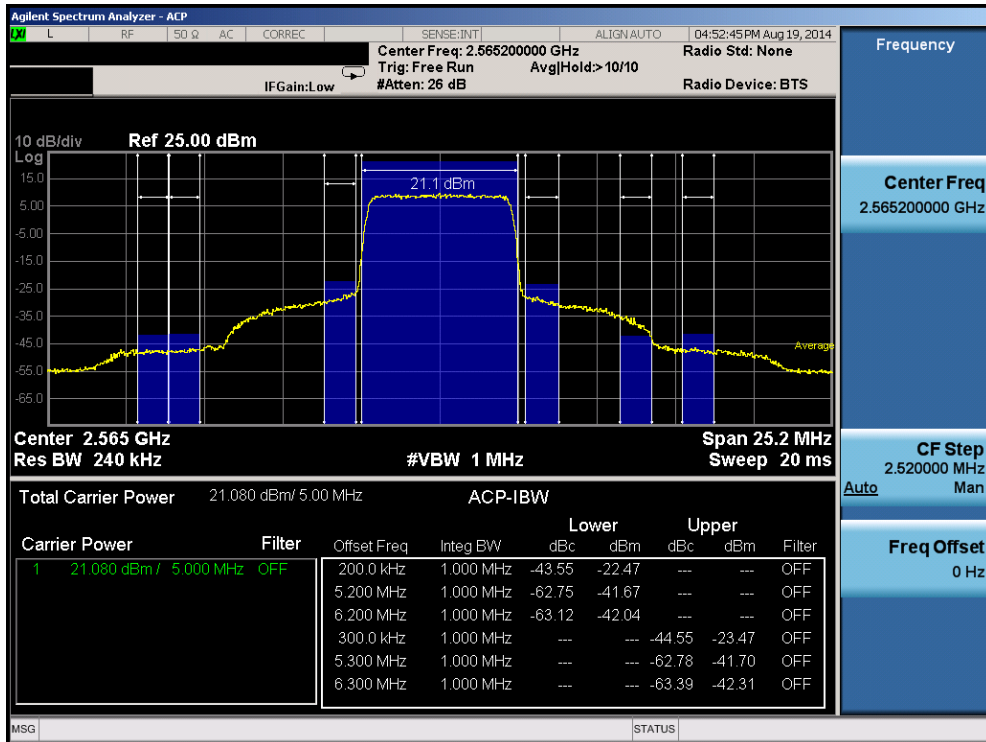 Agilent Spectrum Analyzer - ACP
LXI L RF 50 Ω AC CORREC SENSE:INT ALIGN AUTO 04:52:45 PM Aug 19, 2014
Center Freq: 2.565200000 GHz Radio Std: None
Trig: Free Run Avg|Hold:> 10/10
IFGain:Low #Atten: 26 dB Radio Device: BTS
10 dB/div Ref 25.00 dBm
Log
15.0
5.00
-5.00
-15.0
-25.0
-35.0
-45.0
-55.0
-65.0
21.1 dBm
Average
Center 2.565 GHz Span 25.2 MHz
Res BW 240 kHz #VBW 1 MHz Sweep 20 ms
Total Carrier Power 21.080 dBm/ 5.00 MHz ACP-IBW
Lower Upper
Carrier Power Filter Offset Freq Integ BW dBc dBm dBc dBm Filter
1 21.080 dBm / 5.000 MHz OFF 200.0 kHz 1.000 MHz -43.55 -22.47 --- --- OFF
5.200 MHz 1.000 MHz -62.75 -41.67 --- --- OFF
6.200 MHz 1.000 MHz -63.12 -42.04 --- --- OFF
300.0 kHz 1.000 MHz --- --- -44.55 -23.47 OFF
5.300 MHz 1.000 MHz --- --- -62.78 -41.70 OFF
6.300 MHz 1.000 MHz --- --- -63.39 -42.31 OFF
MSG STATUS
Frequency
Center Freq
2.565200000 GHz
CF Step
2.520000 MHz
Auto Man
Freq Offset
0 Hz